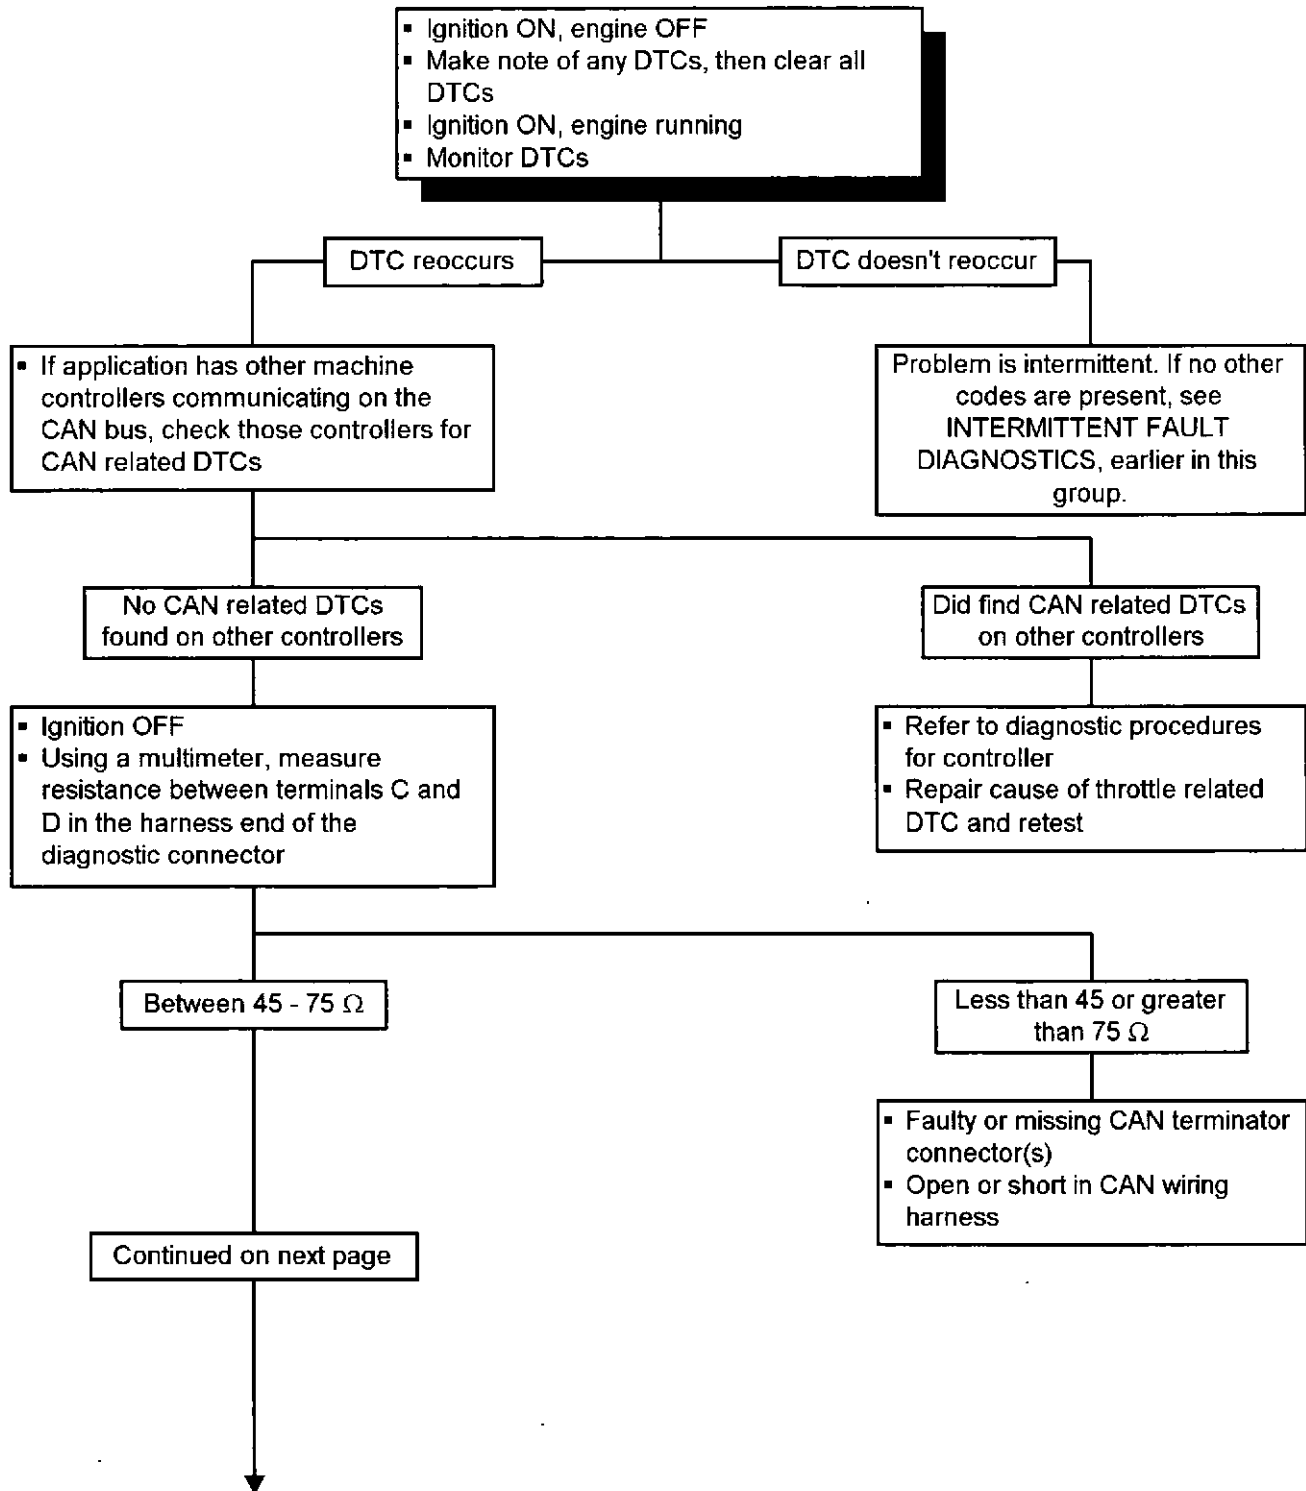 ▪ Ignition ON, engine OFF
▪ Make note of any DTCs, then clear all
DTCs
▪ Ignition ON, engine running
▪ Monitor DTCs
DTC reoccurs
DTC doesn't reoccur
▪ If application has other machine
controllers communicating on the
CAN bus, check those controllers for
CAN related DTCs
Problem is intermittent. If no other
codes are present, see
INTERMITTENT FAULT
DIAGNOSTICS, earlier in this
group.
No CAN related DTCs
found on other controllers
Did find CAN related DTCs
on other controllers
▪ Ignition OFF
▪ Using a multimeter, measure
resistance between terminals C and
D in the harness end of the
diagnostic connector
▪ Refer to diagnostic procedures
for controller
▪ Repair cause of throttle related
DTC and retest
Between 45 - 75 Ω
Less than 45 or greater
than 75 Ω
▪ Faulty or missing CAN terminator
connector(s)
▪ Open or short in CAN wiring
harness
Continued on next page